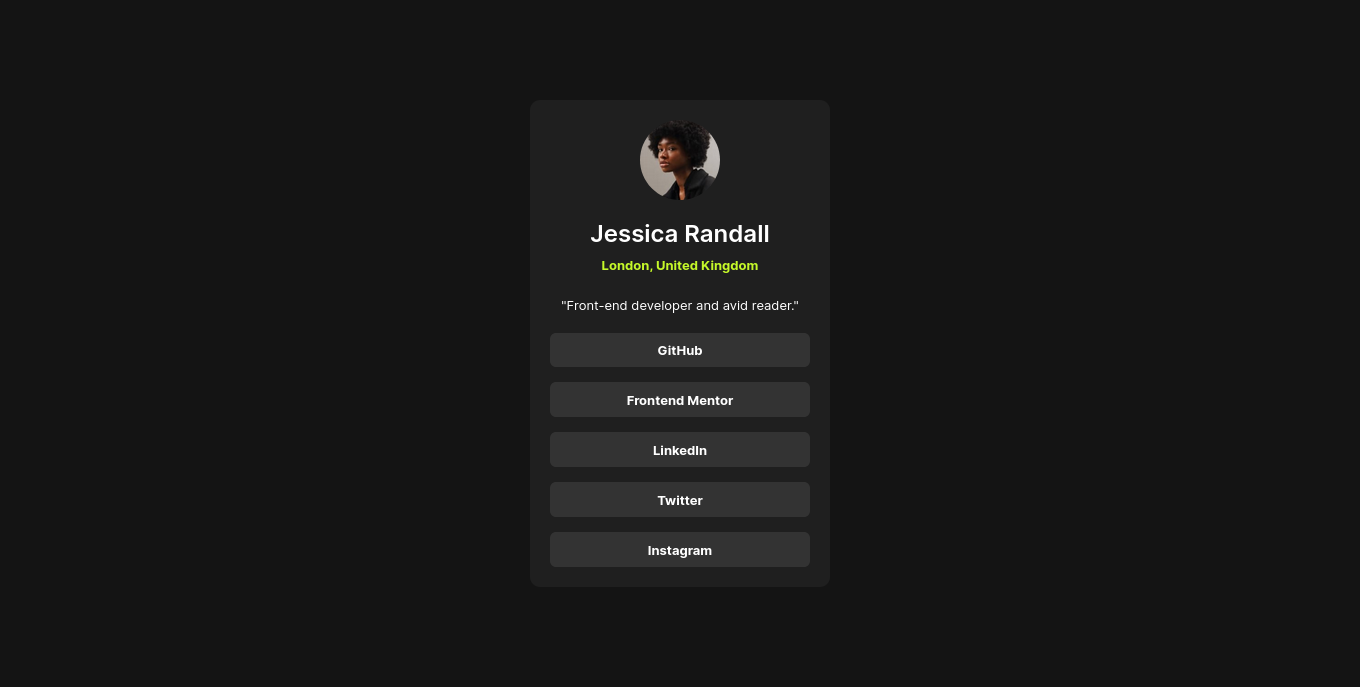 Jessica Randall
London, United Kingdom
"Front-end developer and avid reader."
GitHub
Frontend Mentor
LinkedIn
Twitter
Instagram